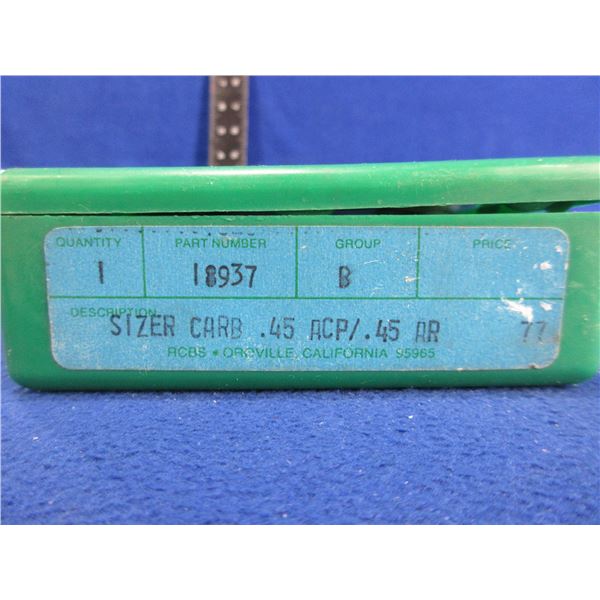 QUANTITY PART NUMBER GROUP PRICE
1 18937 B
DESCRIPTION
SIZER CARB .45 ACP/.45 AR 77
RCBS • OROVILLE, CALIFORNIA 95965